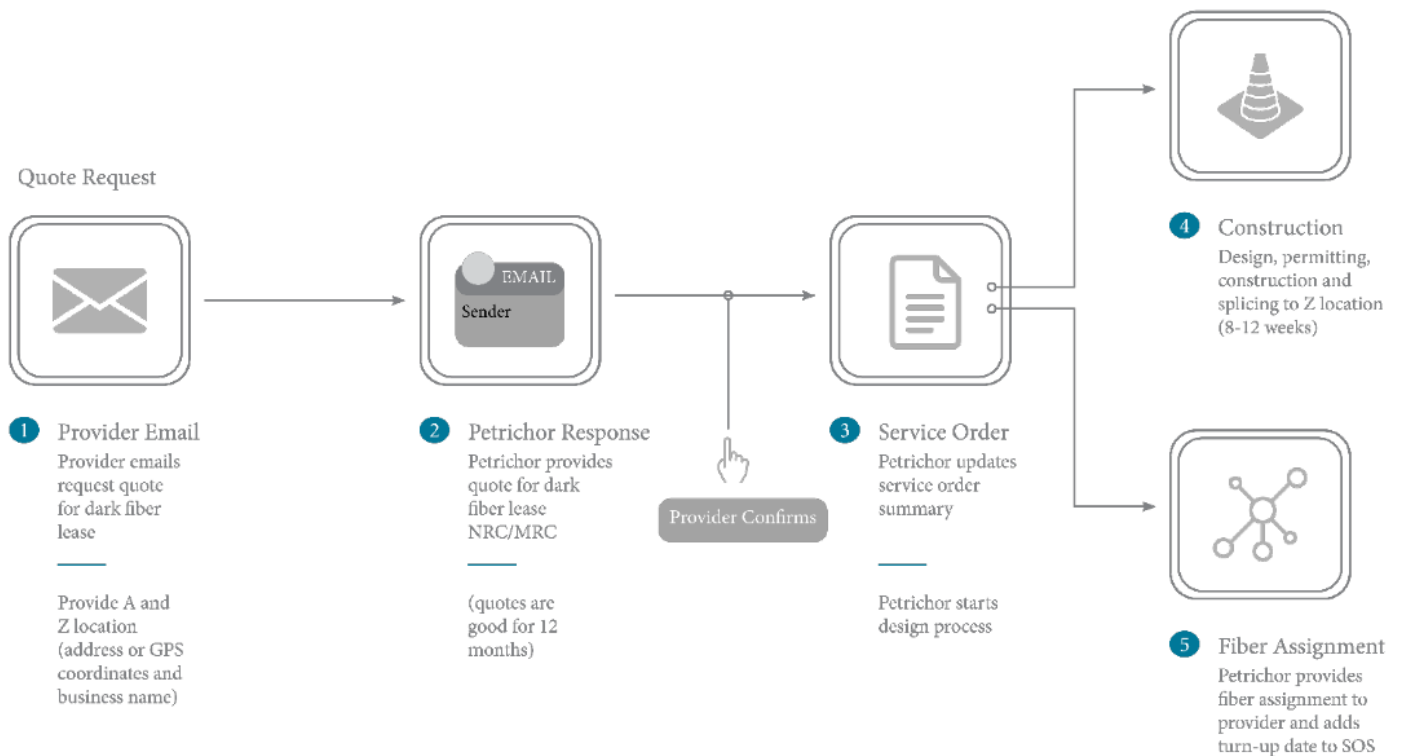 Quote Request
EMAIL
Sender
1 Provider Email
Provider emails
request quote
for dark fiber
lease
Provide A and
Z location
(address or GPS
coordinates and
business name)
2 Petrichor Response
Petrichor provides
quote for dark
fiber lease
NRC/MRC
(quotes are
good for 12
months)
Provider Confirms
3 Service Order
Petrichor updates
service order
summary
Petrichor starts
design process
4 Construction
Design, permitting,
construction and
splicing to Z location
(8-12 weeks)
5 Fiber Assignment
Petrichor provides
fiber assignment to
provider and adds
turn-up date to SOS